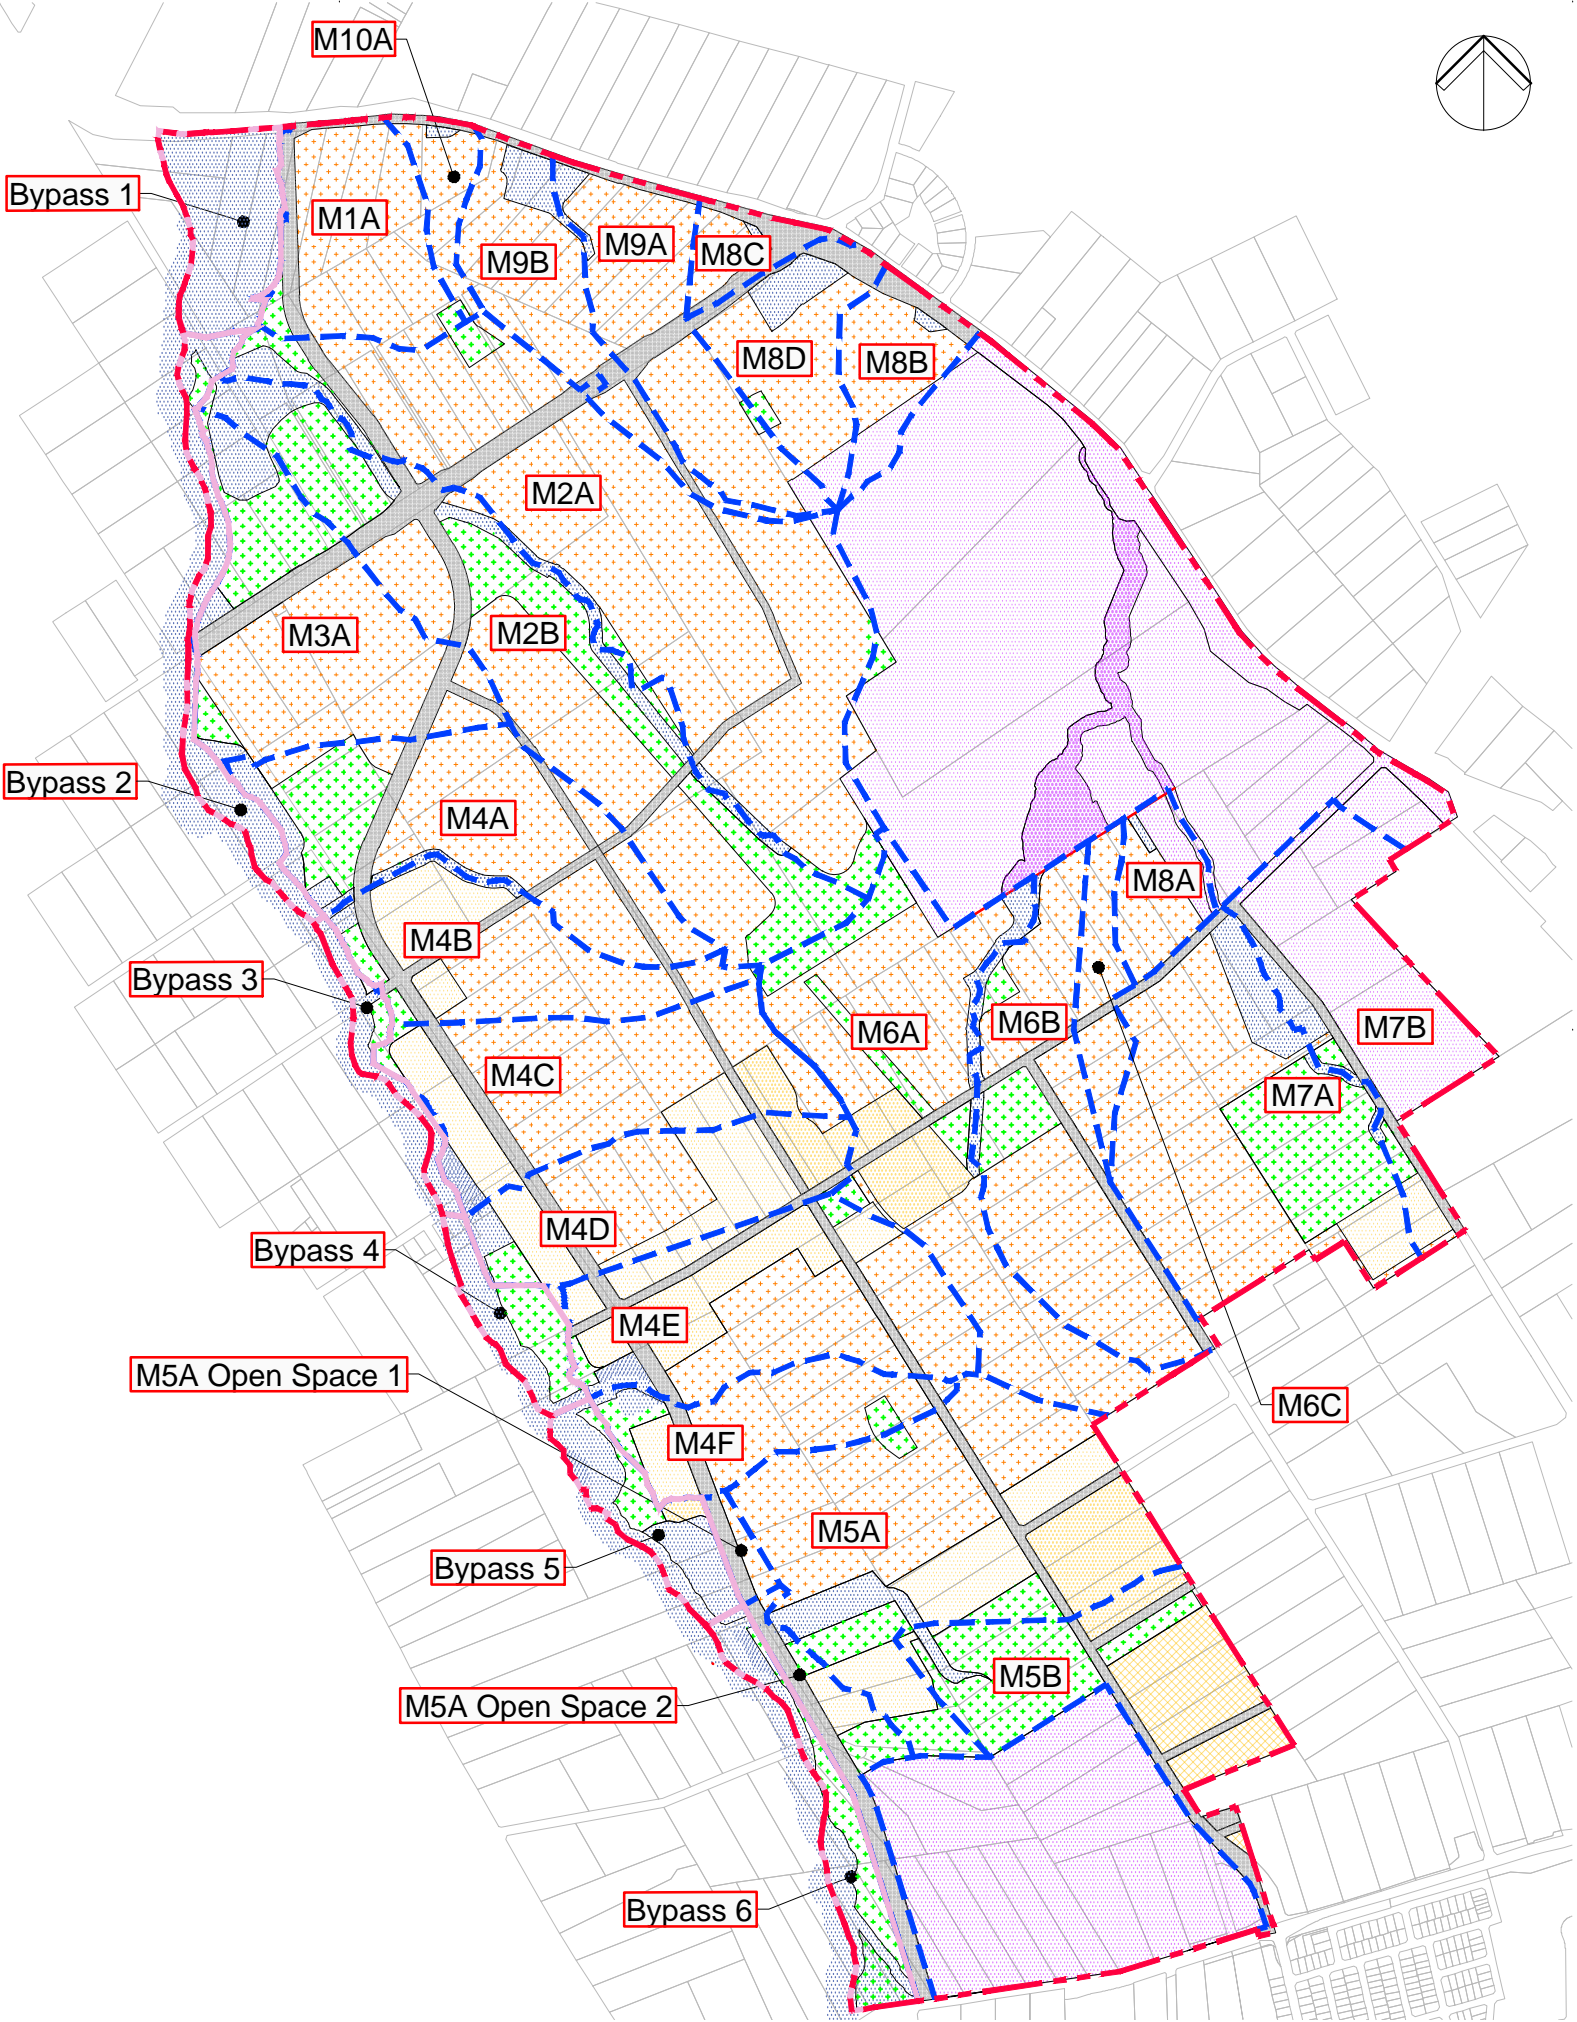 M10A
Bypass 1
M1A
M9A
M9B
M8C
M8D
M8B
M2A
M3A
M2B
Bypass 2
M4A
M8A
M4B
Bypass 3
M6A
M6B
M7B
M4C
M7A
M4D
Bypass 4
M4E
M5A Open Space 1
M6C
M4F
M5A
Bypass 5
M5B
M5A Open Space 2
Bypass 6